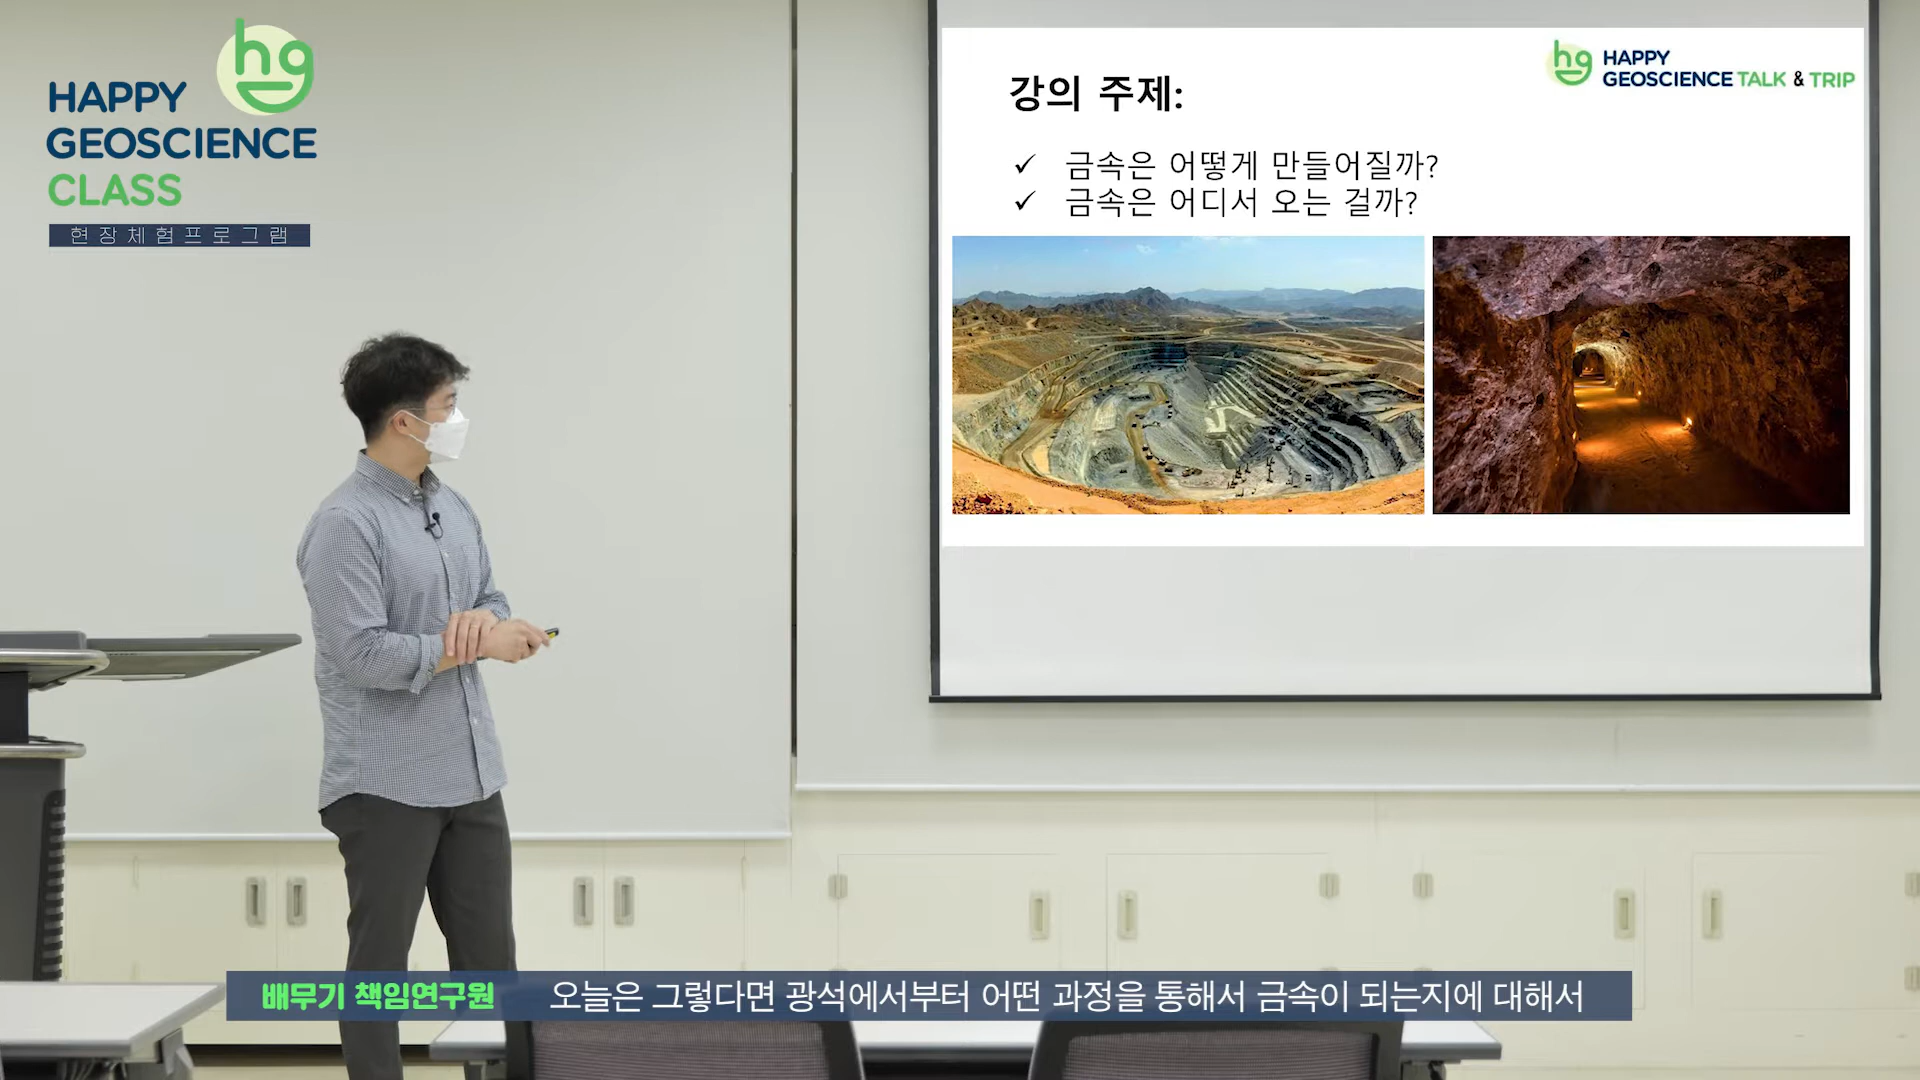 hg
HAPPY
GEOSCIENCE
CLASS
현장체험프로그램
hg HAPPY
GEOSCIENCE TALK & TRIP
강의 주제:
✓ 금속은 어떻게 만들어질까?
✓ 금속은 어디서 오는 걸까?
배무기 책임연구원 오늘은 그렇다면 광석에서부터 어떤 과정을 통해서 금속이 되는지에 대해서